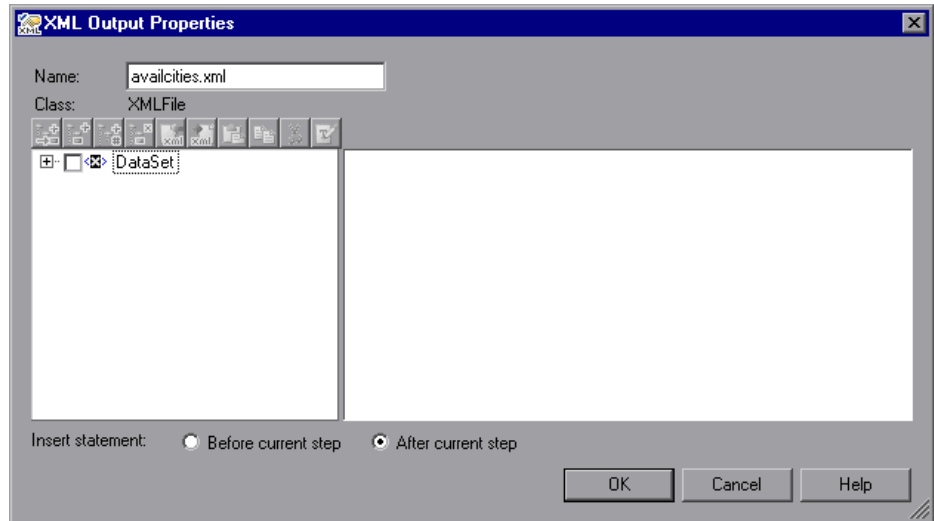 XML Output Properties
Name: availcities.xml
Class: XMLFile
DataSet
Insert statement: Before current step After current step
OK Cancel Help